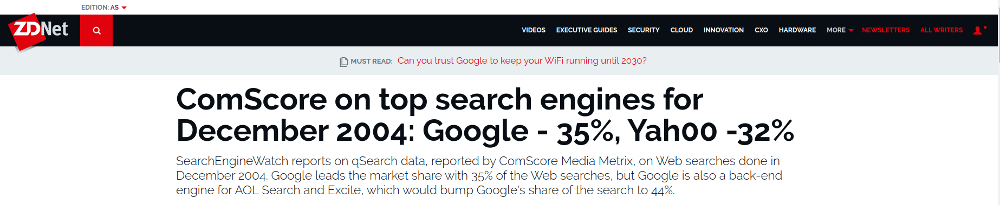 EDITION: AS
ZDNet
VIDEOS EXECUTIVE GUIDES SECURITY CLOUD INNOVATION CXO HARDWARE MORE NEWSLETTERS ALL WRITERS
MUST READ: Can you trust Google to keep your WiFi running until 2030?
ComScore on top search engines for
December 2004: Google - 35%, Yah00 -32%
SearchEngineWatch reports on qSearch data, reported by ComScore Media Metrix, on Web searches done in
December 2004. Google leads the market share with 35% of the Web searches, but Google is also a back-end
engine for AOL Search and Excite, which would bump Google's share of the search to 44%.